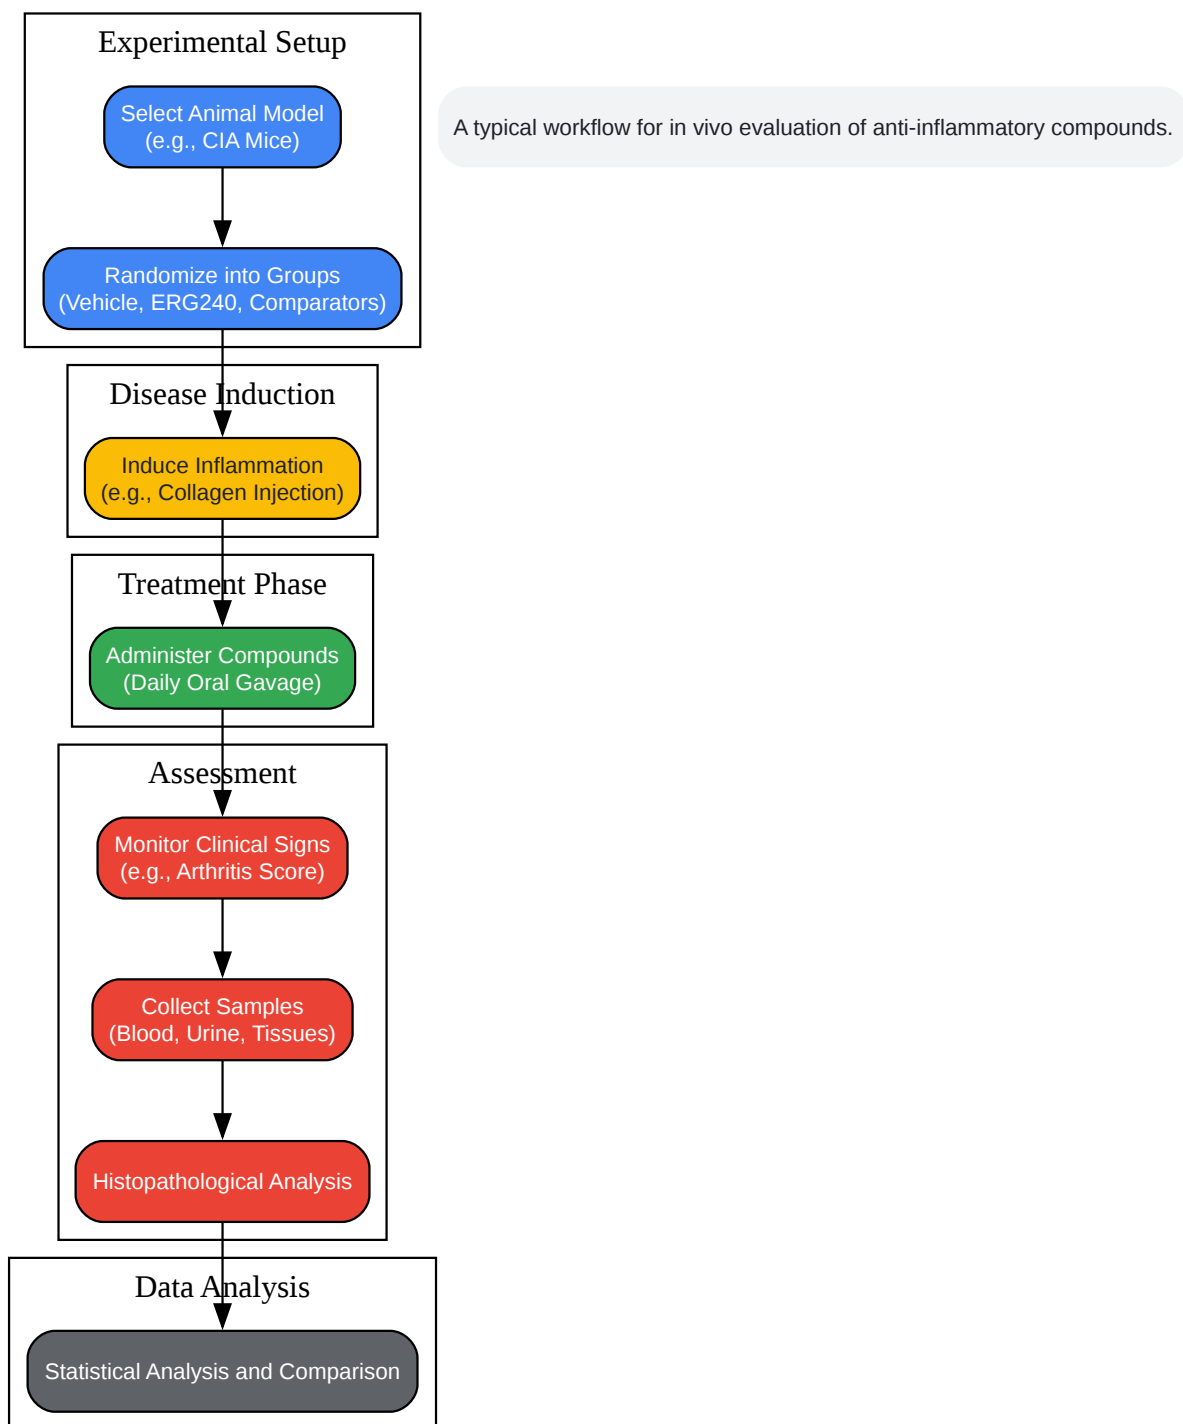 Experimental Setup
Select Animal Model
(e.g., CIA Mice)
A typical workflow for in vivo evaluation of anti-inflammatory compounds.
Randomize into Groups
(Vehicle, ERG240, Comparators)
Disease Induction
Induce Inflammation
(e.g., Collagen Injection)
Treatment Phase
Administer Compounds
(Daily Oral Gavage)
Assessment
Monitor Clinical Signs
(e.g., Arthritis Score)
Collect Samples
(Blood, Urine, Tissues)
Histopathological Analysis
Data Analysis
Statistical Analysis and Comparison